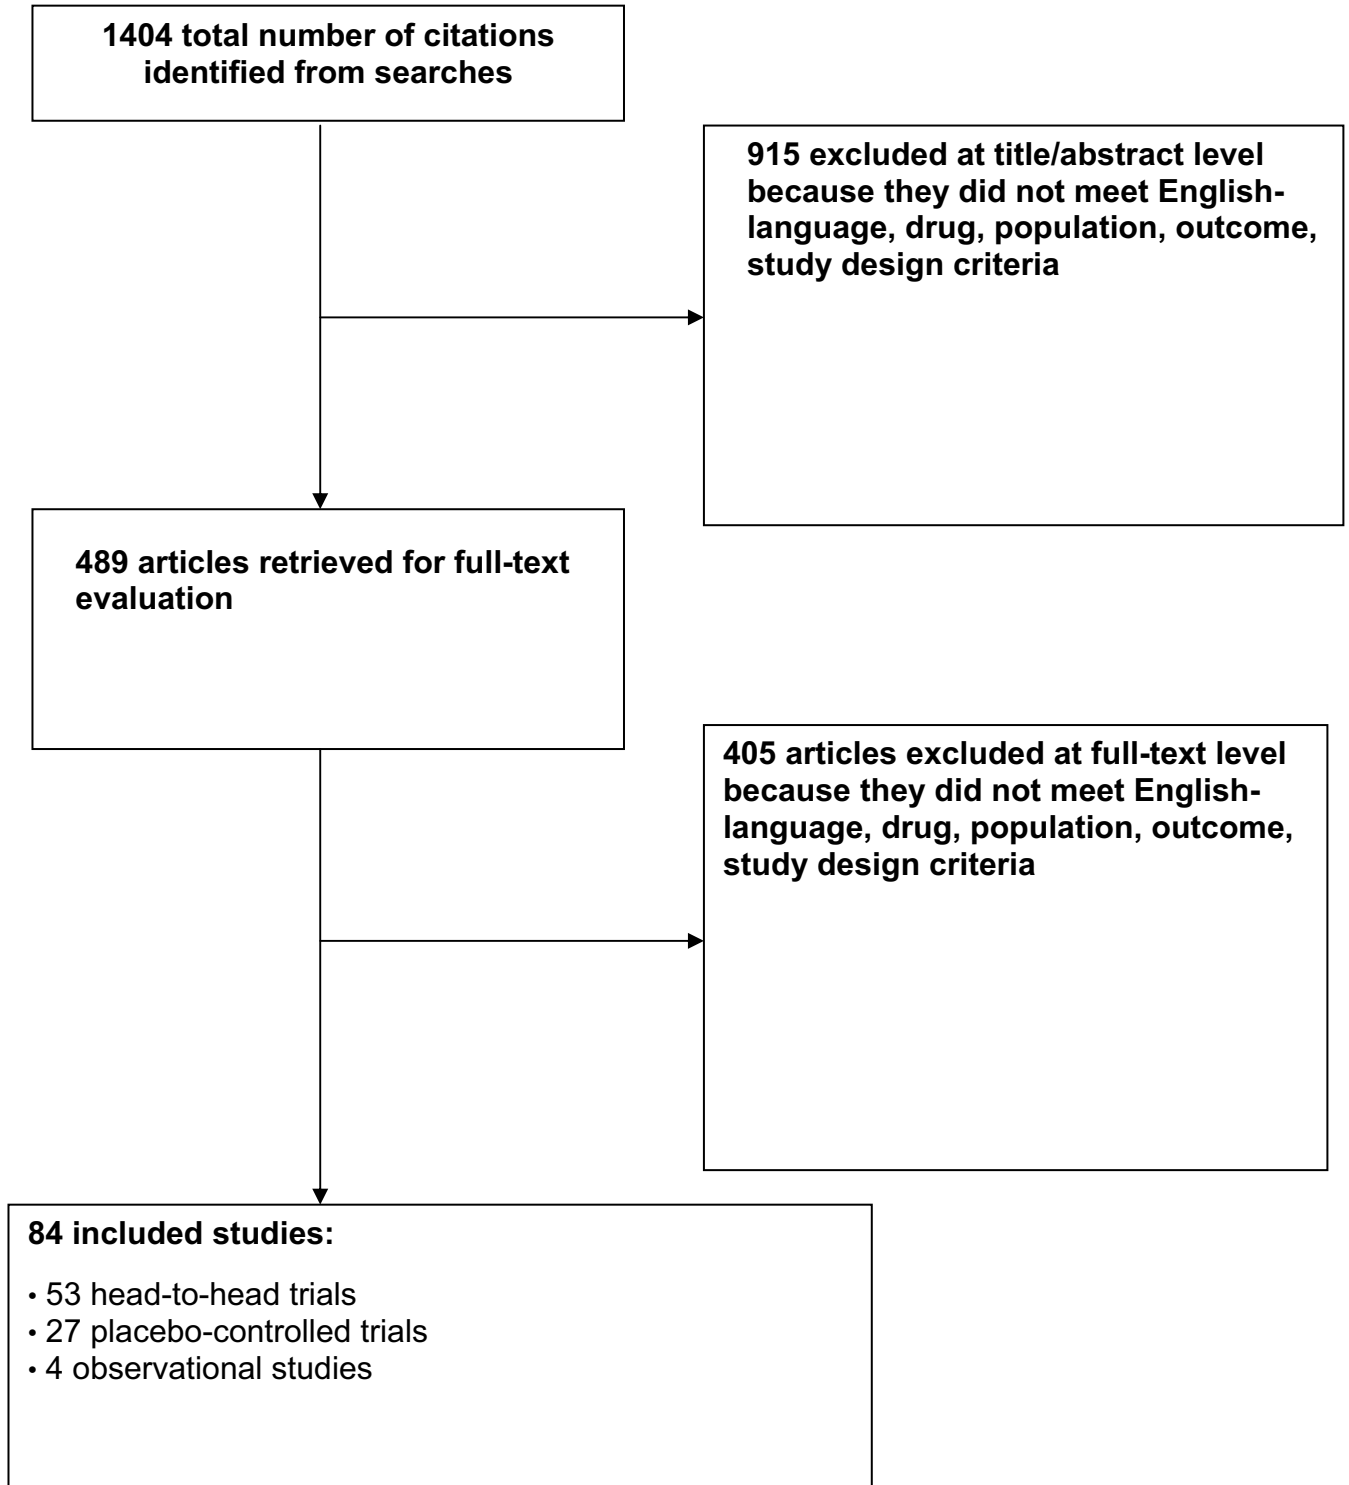 1404 total number of citations
identified from searches
915 excluded at title/abstract level
because they did not meet English-
language, drug, population, outcome,
study design criteria
489 articles retrieved for full-text
evaluation
405 articles excluded at full-text level
because they did not meet English-
language, drug, population, outcome,
study design criteria
84 included studies:
• 53 head-to-head trials
• 27 placebo-controlled trials
• 4 observational studies